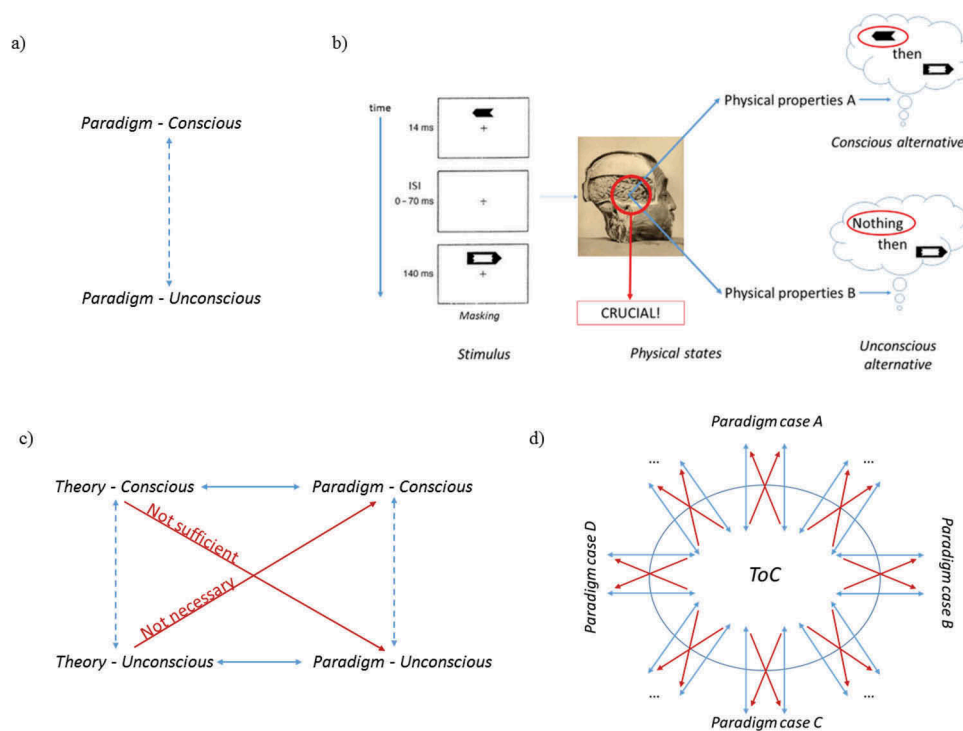 a)
Paradigm - Conscious
Paradigm - Unconscious
b)
time
14 ms
ISI
0 – 70 ms
140 ms
Masking
Stimulus
CRUCIAL!
Physical states
Physical properties A
Physical properties B
then
Conscious alternative
Nothing
then
Unconscious
alternative
c)
Theory - Conscious
Paradigm - Conscious
Not sufficient
Not necessary
Theory - Unconscious
Paradigm - Unconscious
d)
Paradigm case A
...
...
Paradigm case D
ToC
Paradigm case B
...
...
Paradigm case C